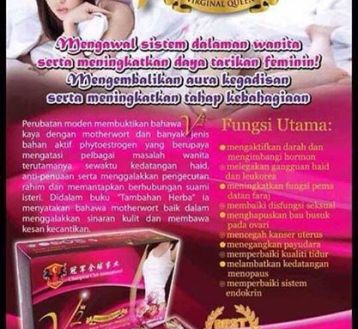 VIRGINAL QUEEN
Mengawal sistem dalaman wanita
serta meningkatkan daya tarikan feminin!
Mengembalikan aura kegadisan
serta meningkatkan tahap kebahagiaan
Perubatan moden membuktikan bahawa
kaya dengan motherwort dan banyak jenis
bahan aktif phytoestrogen yang berupaya
mengatasi pelbagai masalah wanita
terutamanya, sewaktu kedatangan haid,
anti-penuaan serta menggalakkan pengecutan
rahim dan memantapkan berhubungan suami
isteri. Didalam buku "Tambahan Herba" ia
menyatakan bahawa motherwort baik dalam
menggalakkan sinaran kulit dan membawa
kesan kecantikan.
Fungsi Utama:
mengaktifkan darah dan
mengimbangi hormon
melegakan gangguan haid
dan leukorea
meningkatkan fungsi pema
datan faraj
membaiki disfungsi seksual
menghapuskan bau busuk
pada ovari
mencegah kanser uterus
menegangkan payudara
memperbaiki kualiti tidur
melambatkan kedatangan
menopaus
memperbaiki sistem
endokrin